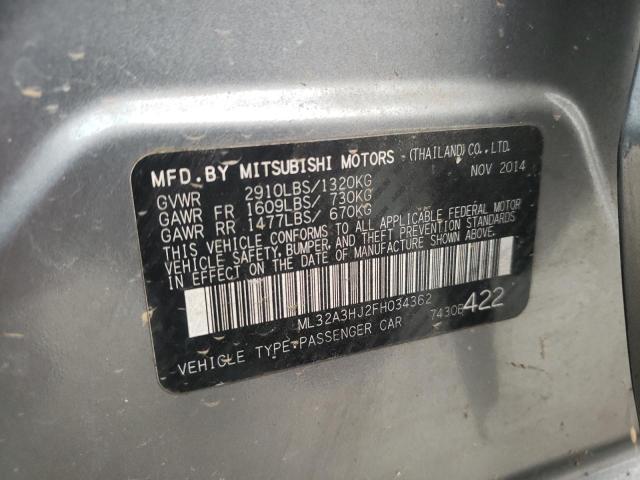 MFD. BY MITSUBISHI MOTORS - (THAILAND) CO., LTD.
NOV 2014
GVWR 2910LBS/1320KG
GAWR FR 1609LBS/ 730KG
GAWR RR 1477LBS/ 670KG
THIS VEHICLE CONFORMS TO ALL APPLICABLE FEDERAL MOTOR
VEHICLE SAFETY, BUMPER, AND THEFT PREVENTION STANDARDS
IN EFFECT ON THE DATE OF MANUFACTURE SHOWN ABOVE.
ML32A3HJ2FH034362
VEHICLE TYPE-PASSENGER CAR 7430E 422